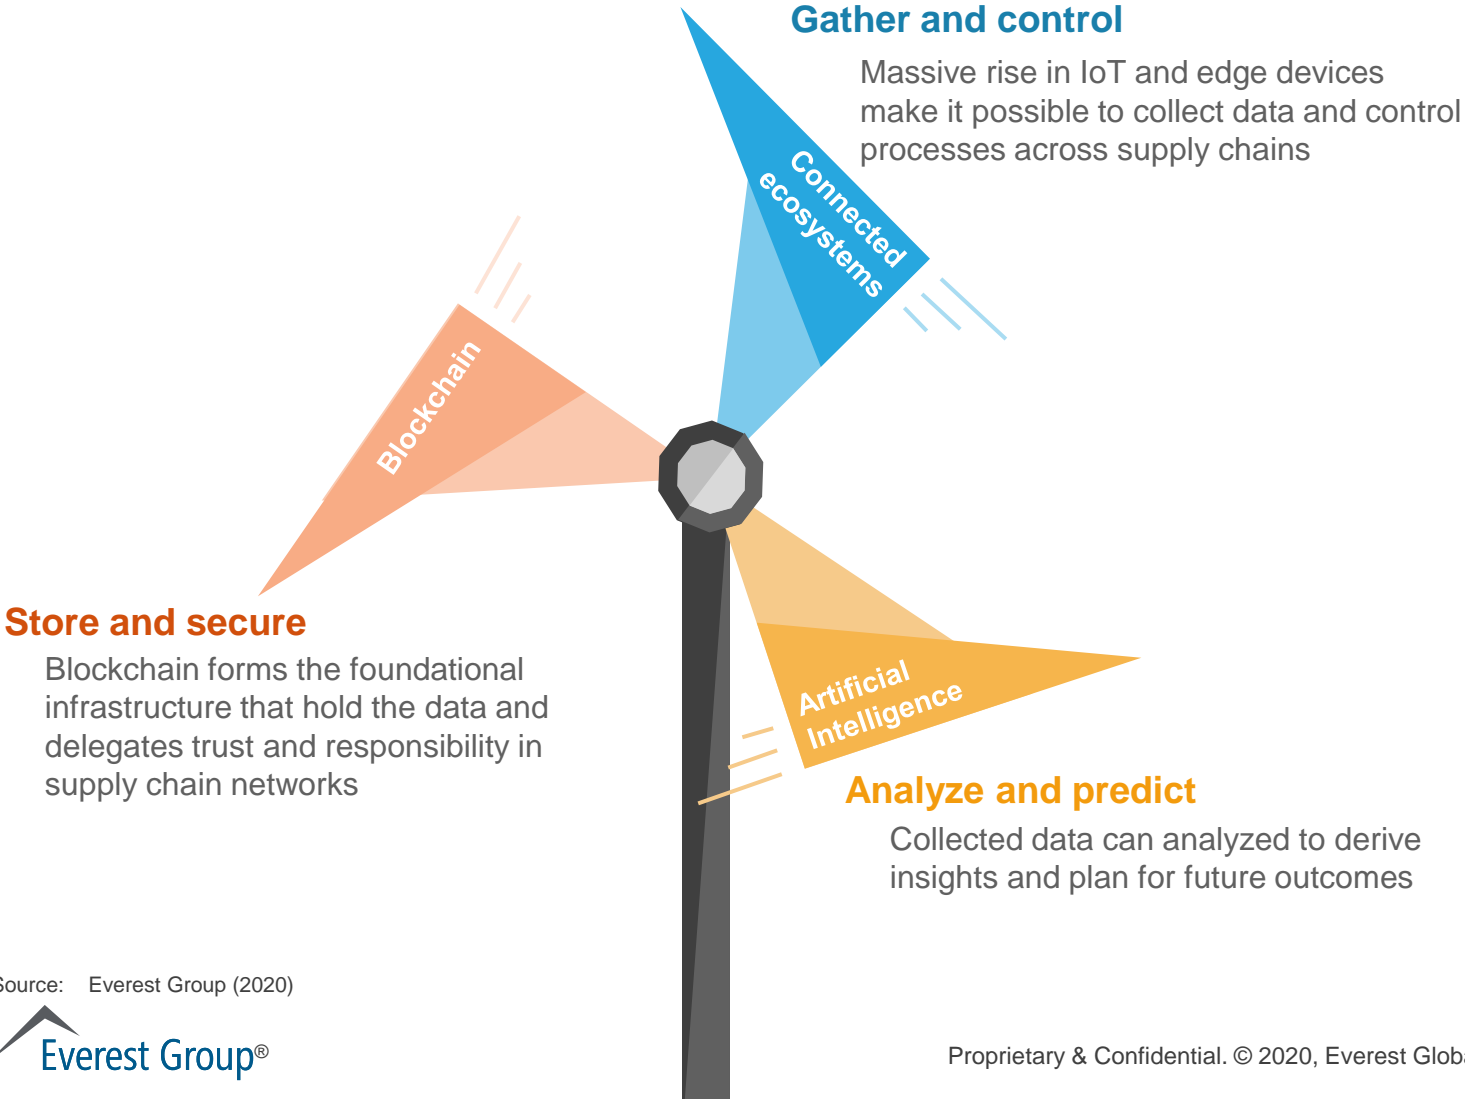 Gather and control
Massive rise in IoT and edge devices
make it possible to collect data and control
processes across supply chains
Connected
ecosystems
Blockchain
Store and secure
Blockchain forms the foundational
infrastructure that hold the data and
delegates trust and responsibility in
supply chain networks
Artificial
Intelligence
Analyze and predict
Collected data can analyzed to derive
insights and plan for future outcomes
Source: Everest Group (2020)
Everest Group®
Proprietary & Confidential. © 2020, Everest